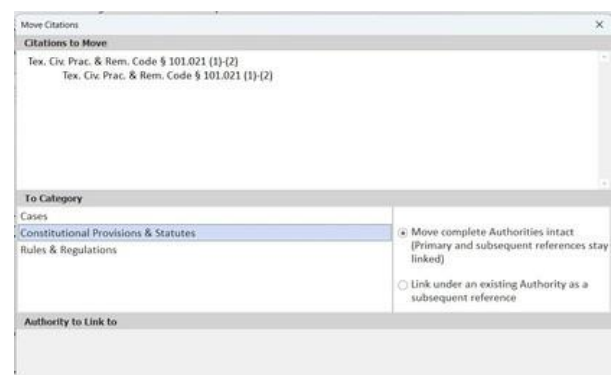 Move Citations
Citations to Move
Tex. Civ. Prac. & Rem. Code § 101.021 (1)-(2)
Tex. Civ. Prac. & Rem. Code § 101.021 (1)-(2)
To Category
Cases
Constitutional Provisions & Statutes
Rules & Regulations
Move complete Authorities intact
(Primary and subsequent references stay
linked)
Link under an existing Authority as a
subsequent reference
Authority to Link to